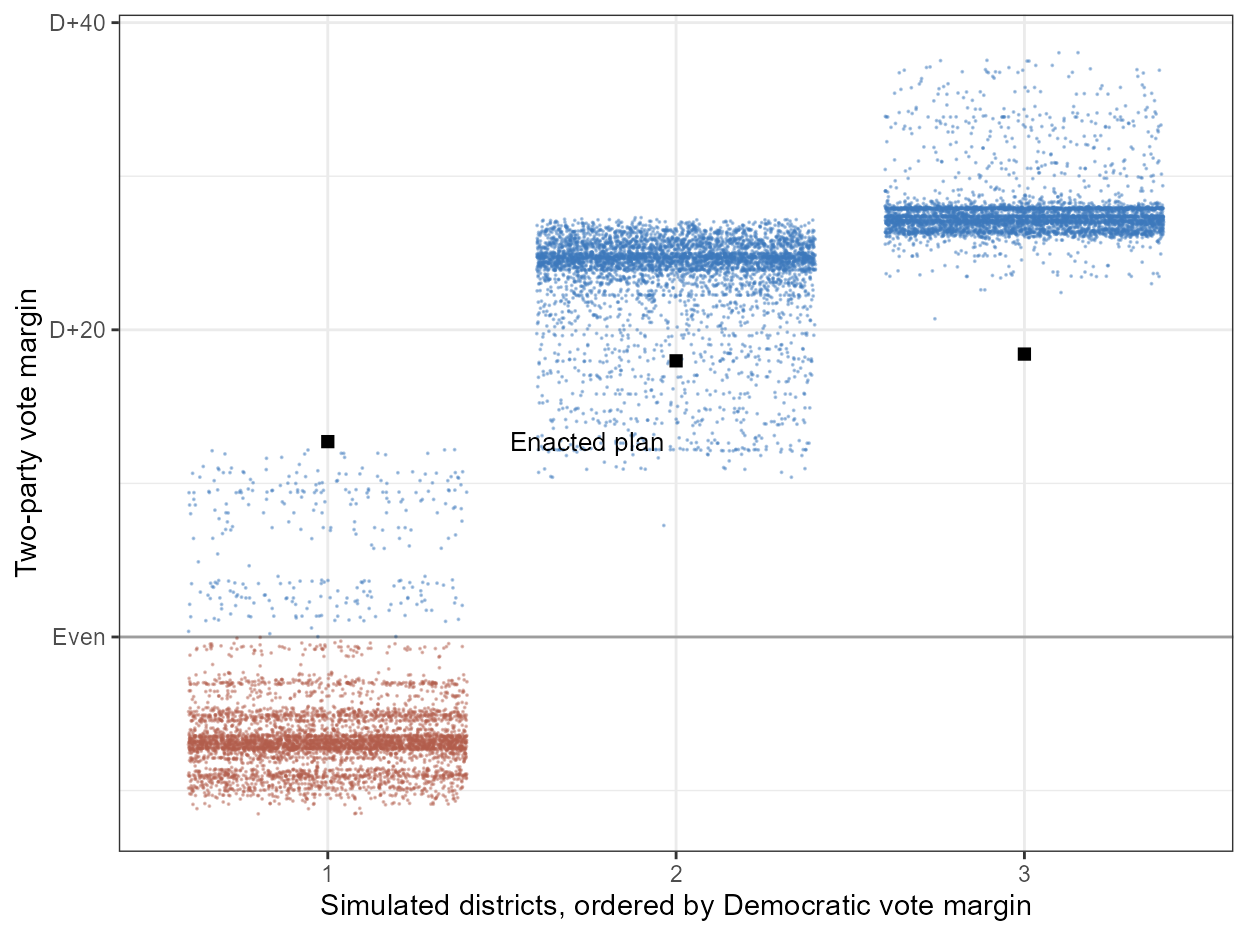 D+40
D+20
Even
Two-party vote margin
Enacted plan
1
2
3
Simulated districts, ordered by Democratic vote margin